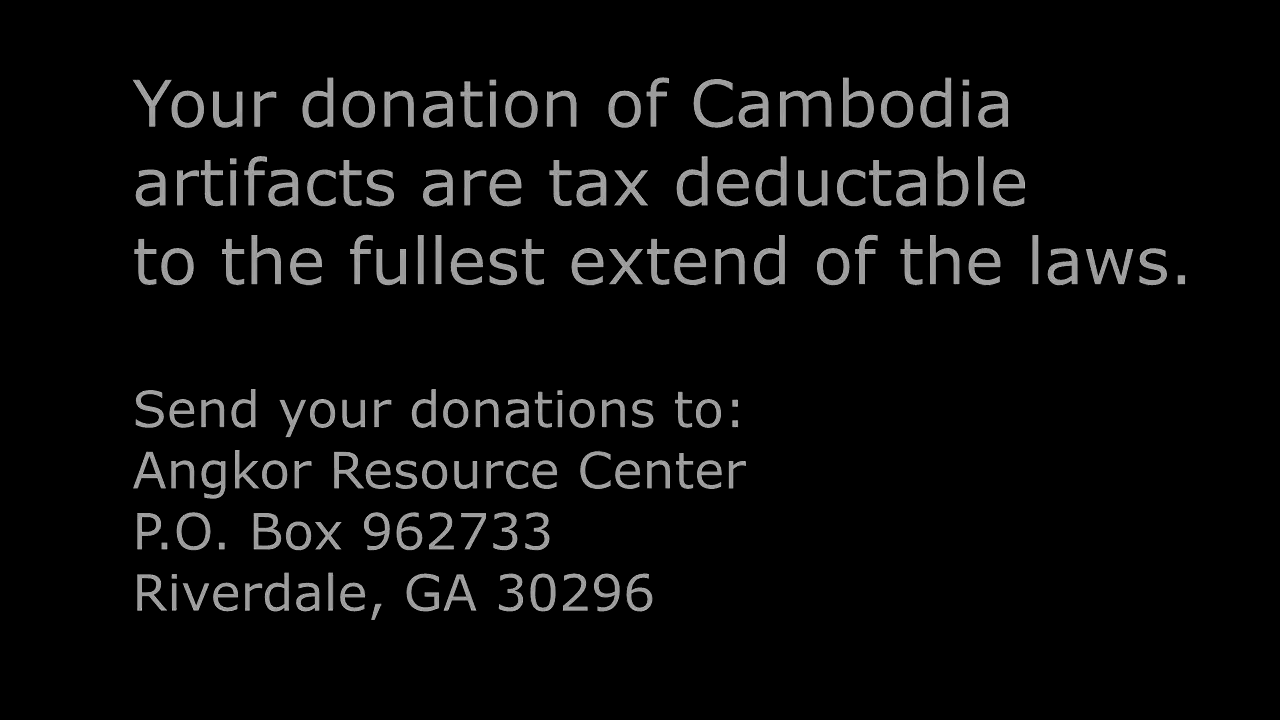 Your donation of Cambodia
artifacts are tax deductable
to the fullest extend of the laws.
Send your donations to:
Angkor Resource Center
P.O. Box 962733
Riverdale, GA 30296